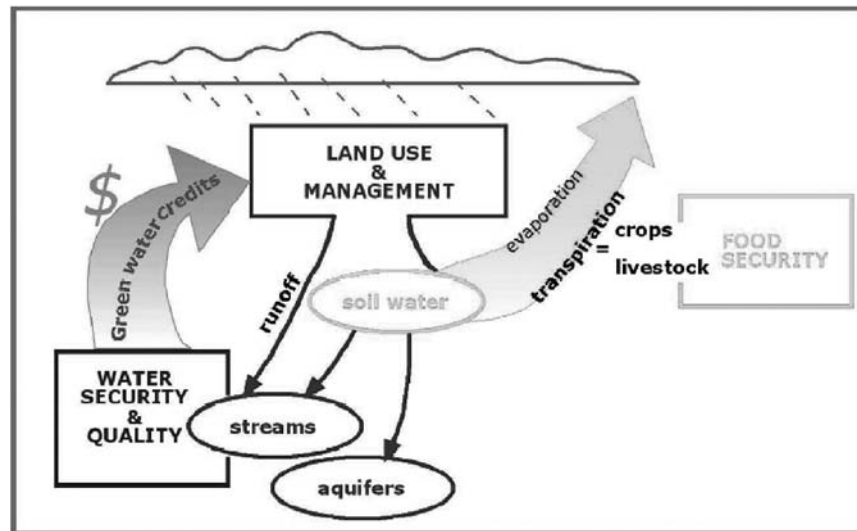 LAND USE
&
MANAGEMENT
$
Green water credits
evaporation
transpiration
=
crops
livestock
FOOD
SECURITY
soil water
runoff
WATER
SECURITY
&
QUALITY
streams
aquifers